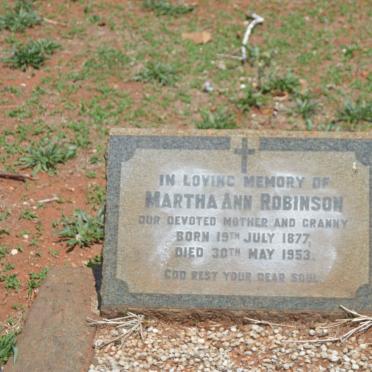 IN LOVING MEMORY OF
MARTHA ANN ROBINSON
OUR DEVOTED MOTHER AND GRANNY
BORN 19TH JULY 1877,
DIED 30TH MAY 1953.
GOD REST YOUR DEAR SOUL